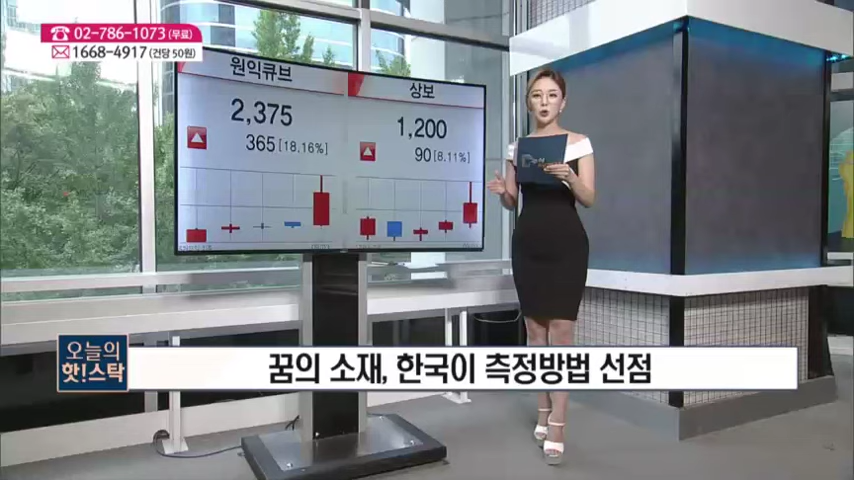 02-786-1073 (무료)
1668-4917 (건당 50원)
원익큐브
2,375
365 [18.16%]
상보
1,200
90 [8.11%]
오늘의
핫!스탁
꿈의 소재, 한국이 측정방법 선점